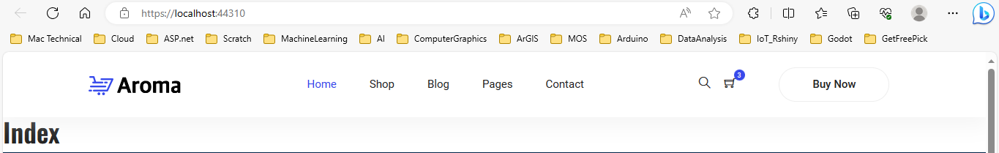 https://localhost:44310
Mac Technical Cloud ASP.net Scratch MachineLearning AI ComputerGraphics ArGIS MOS Arduino DataAnalysis IoT_Rshiny Godot GetFreePick
Aroma Home Shop Blog Pages Contact 3 Buy Now
Index